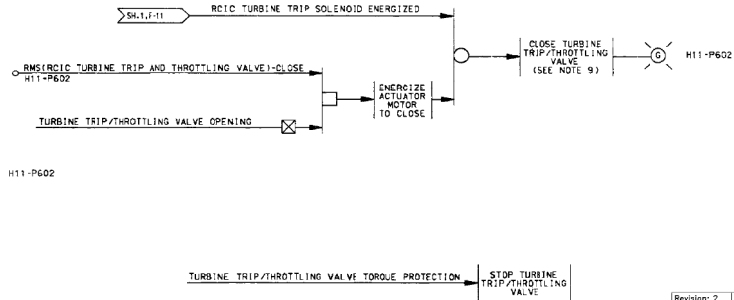 SH.1,F-11
RCIC TURBINE TRIP SOLENOID ENERGIZED
CLOSE TURBINE
TRIP/THROTTLING
VALVE
(SEE NOTE 9)
G
H11-P602
RMS(RCIC TURBINE TRIP AND THROTTLING VALVE)-CLOSE
H11-P602
ENERGIZE
ACTUATOR
MOTOR
TO CLOSE
TURBINE TRIP/THROTTLING VALVE OPENING
H11-P602
TURBINE TRIP/THROTTLING VALVE TORQUE PROTECTION
STOP TURBINE
TRIP/THROTTLING
VALVE
Revision: 2